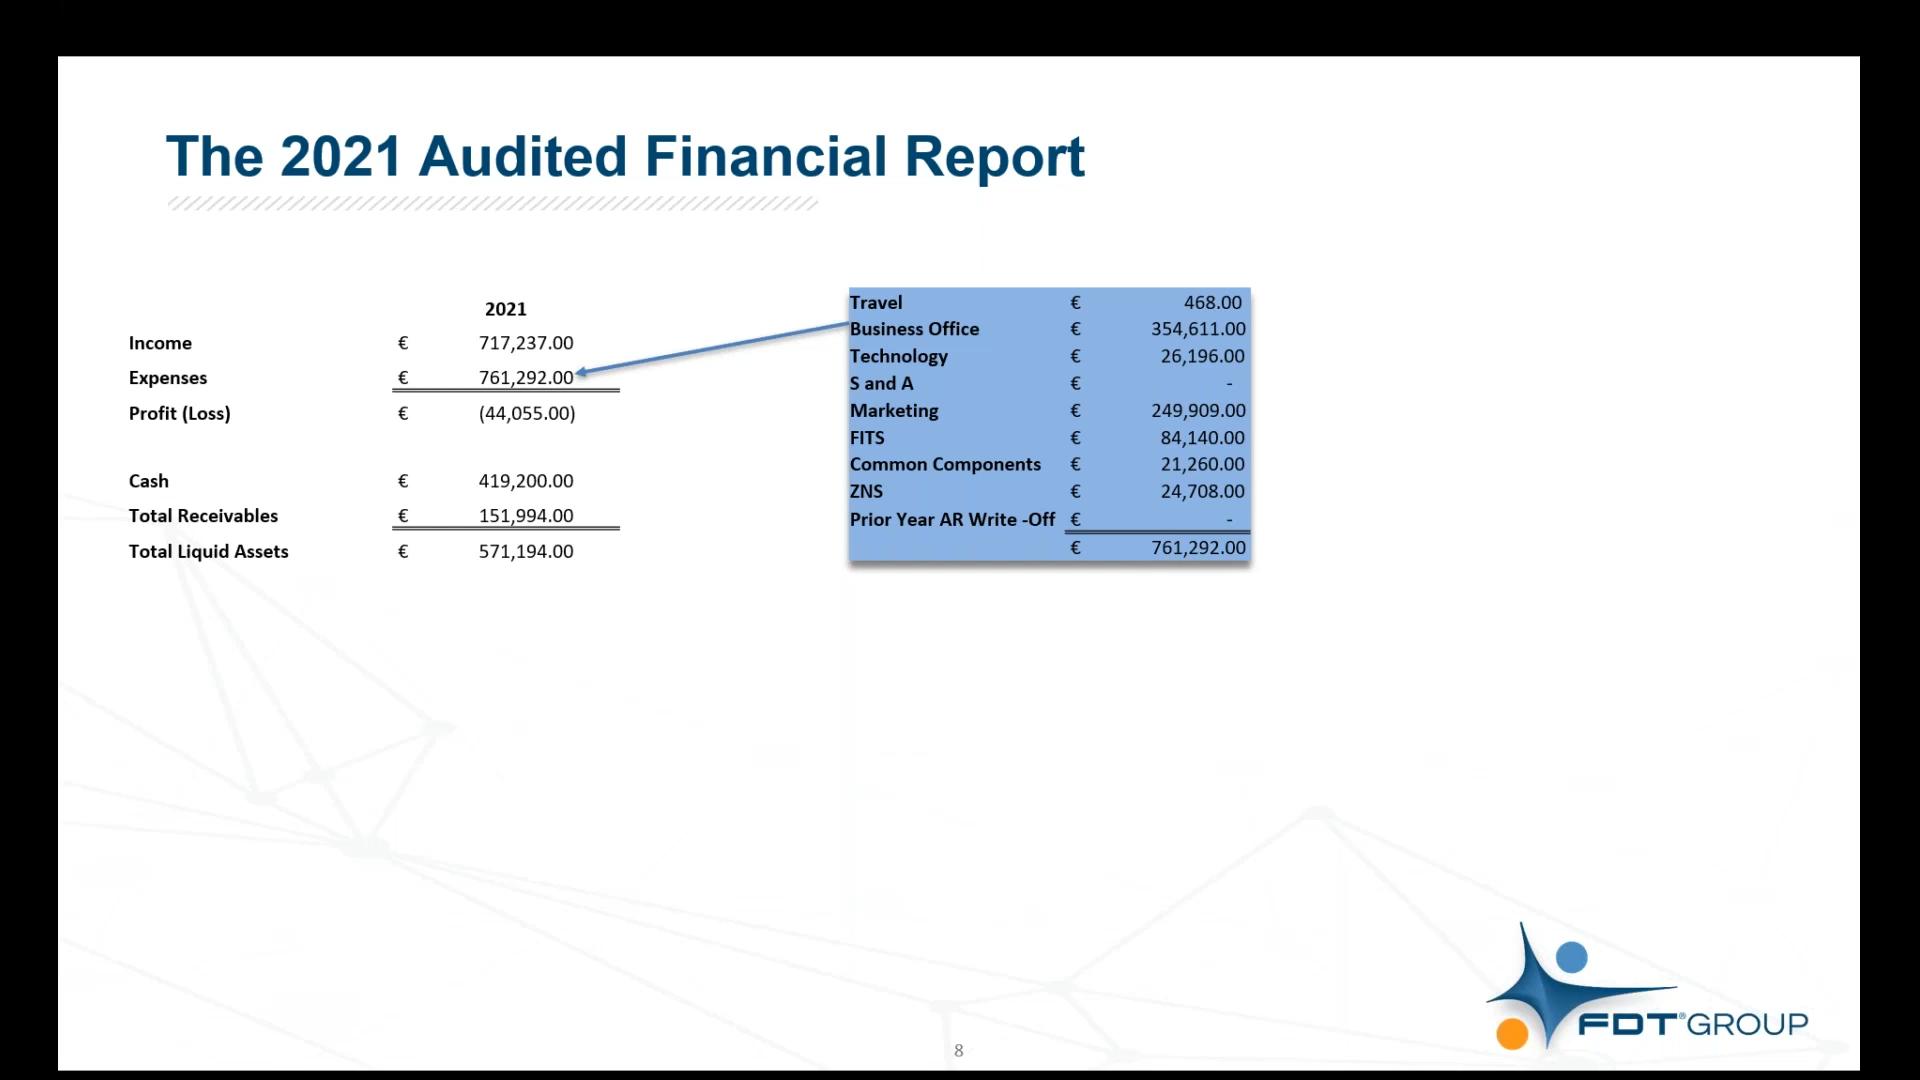 The 2021 Audited Financial Report
2021
Income € 717,237.00
Expenses € 761,292.00
Profit (Loss) € (44,055.00)
Cash € 419,200.00
Total Receivables € 151,994.00
Total Liquid Assets € 571,194.00
Travel € 468.00
Business Office € 354,611.00
Technology € 26,196.00
S and A € -
Marketing € 249,909.00
FITS € 84,140.00
Common Components € 21,260.00
ZNS € 24,708.00
Prior Year AR Write -Off € -
€ 761,292.00
FDT® GROUP
8